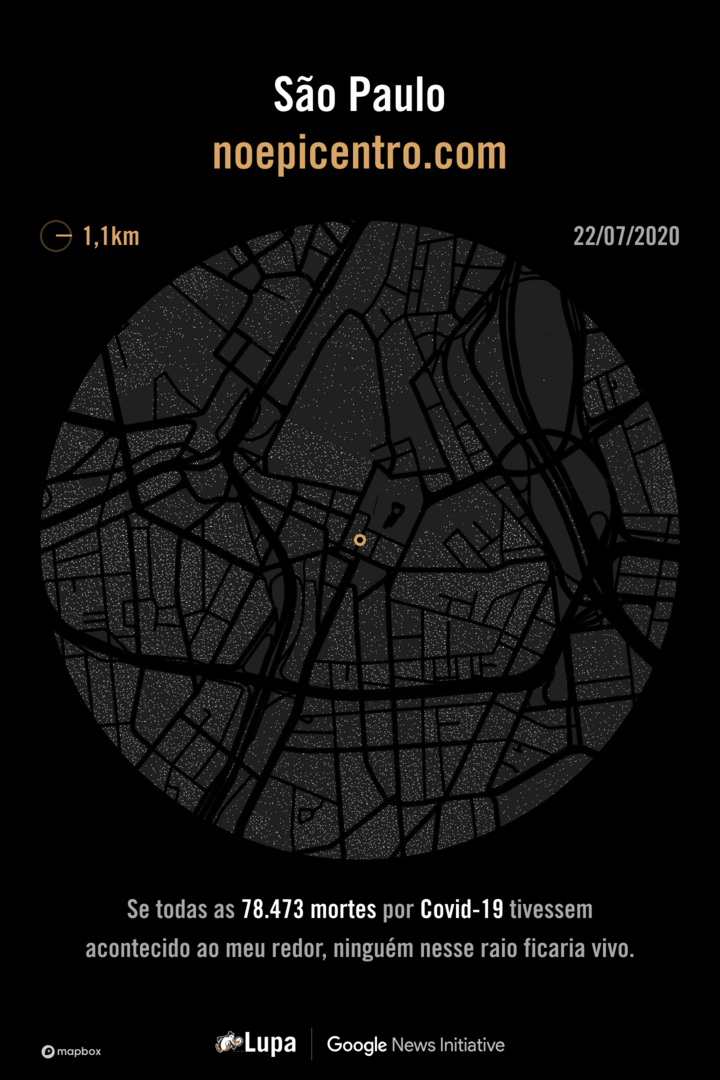 São Paulo
noepicentro.com
1,1km
22/07/2020
Se todas as 78.473 mortes por Covid-19 tivessem
acontecido ao meu redor, ninguém nesse raio ficaria vivo.
mapbox
Lupa
Google News Initiative